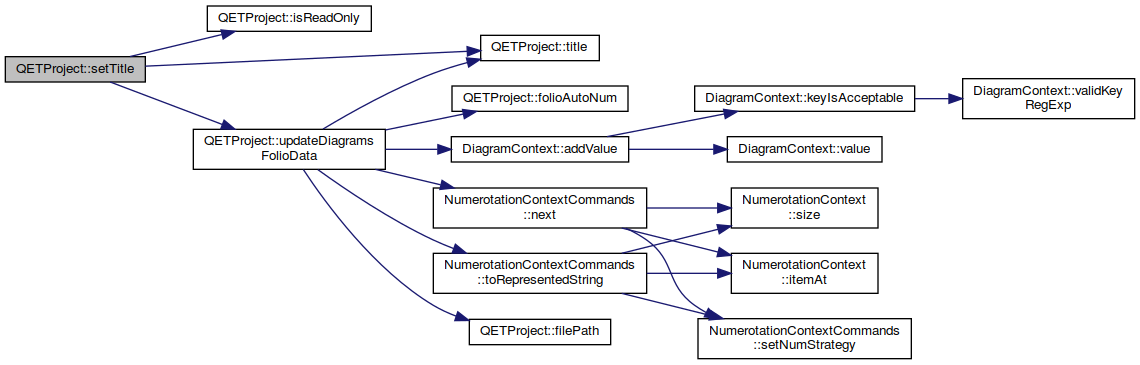 QETProject::isReadOnly
QETProject::title
QETProject::setTitle
QETProject::folioAutoNum
DiagramContext::keyIsAcceptable
DiagramContext::validKey
RegExp
QETProject::updateDiagrams
FolioData
DiagramContext::addValue
DiagramContext::value
NumerotationContextCommands
::next
NumerotationContext
::size
NumerotationContextCommands
::toRepresentedString
NumerotationContext
::itemAt
QETProject::filePath
NumerotationContextCommands
::setNumStrategy